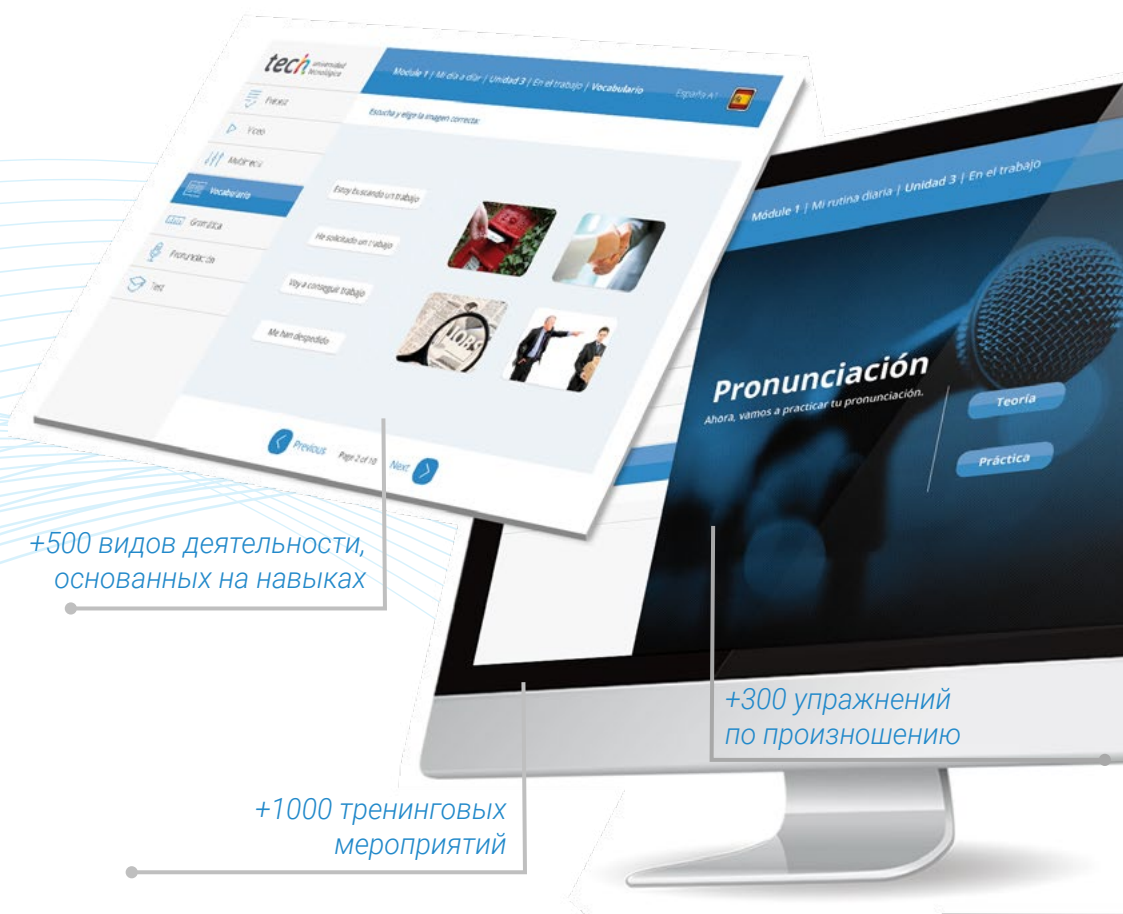 tech universidad
tecnológica
Module 1 | Mi día a díar | Unidad 3 | En el trabajo | Vocabulario
España A1
Escucha y elige la imagen correcta:
Vídeo
Vocabulario
Gramática
Pronunciación
Test
Estoy buscando un trabajo
He solicitado un trabajo
Voy a conseguir trabajo
Me han despedido
JOBS
Previous
Page 2 of 10
Next
Módule 1 | Mi rutina diaria | Unidad 3 | En el trabajo
Pronunciación
Ahora, vamos a practicar tu pronunciación.
Teoría
Práctica
+500 видов деятельности,
основанных на навыках
+300 упражнений
по произношению
+1000 тренинговых
мероприятий